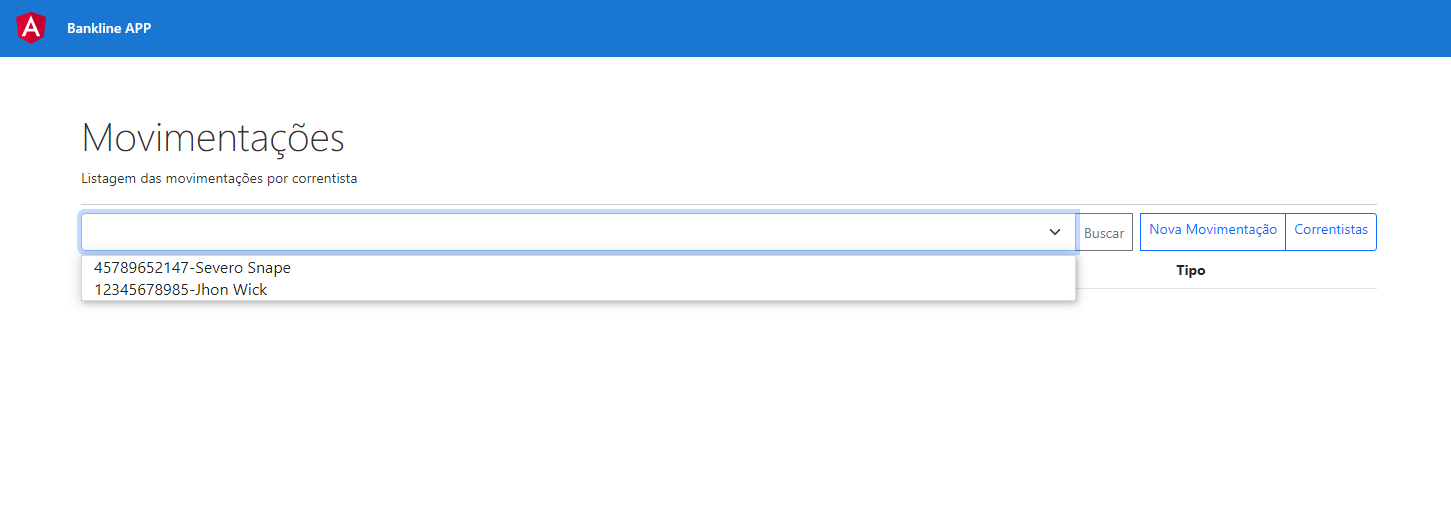 Bankline APP
Movimentações
Listagem das movimentações por correntista
Buscar
Nova Movimentação
Correntistas
45789652147-Severo Snape
12345678985-Jhon Wick
Tipo